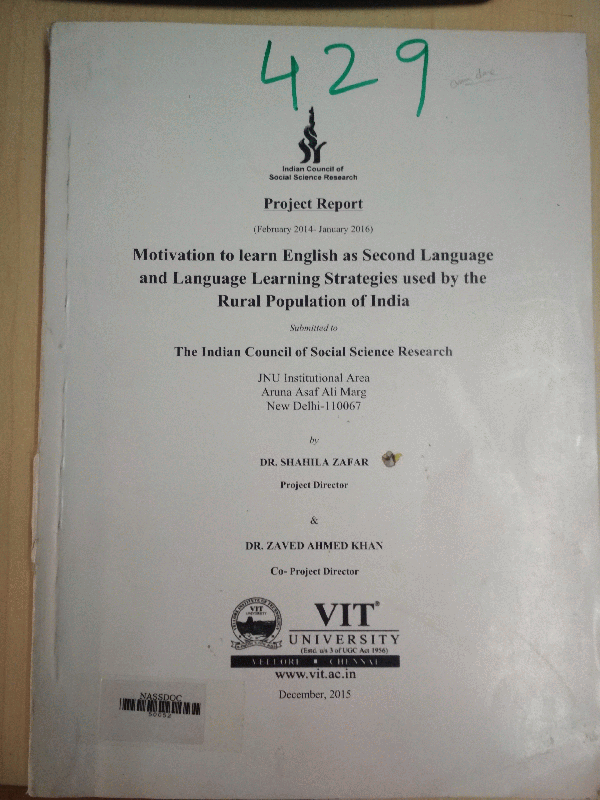 429
Indian Council of
Social Science Research
Project Report
(February 2014- January 2016)
Motivation to learn English as Second Language
and Language Learning Strategies used by the
Rural Population of India
Submitted to
The Indian Council of Social Science Research
JNU Institutional Area
Aruna Asaf Ali Marg
New Delhi-110067
by
DR. SHAHILA ZAFAR
Project Director
&
DR. ZAVED AHMED KHAN
Co- Project Director
VIT
UNIVERSITY
VIT®
UNIVERSITY
(Estd. u/s 3 of UGC Act 1956)
VELLORE • CHENNAI
www.vit.ac.in
December, 2015
NASSDOC
50052